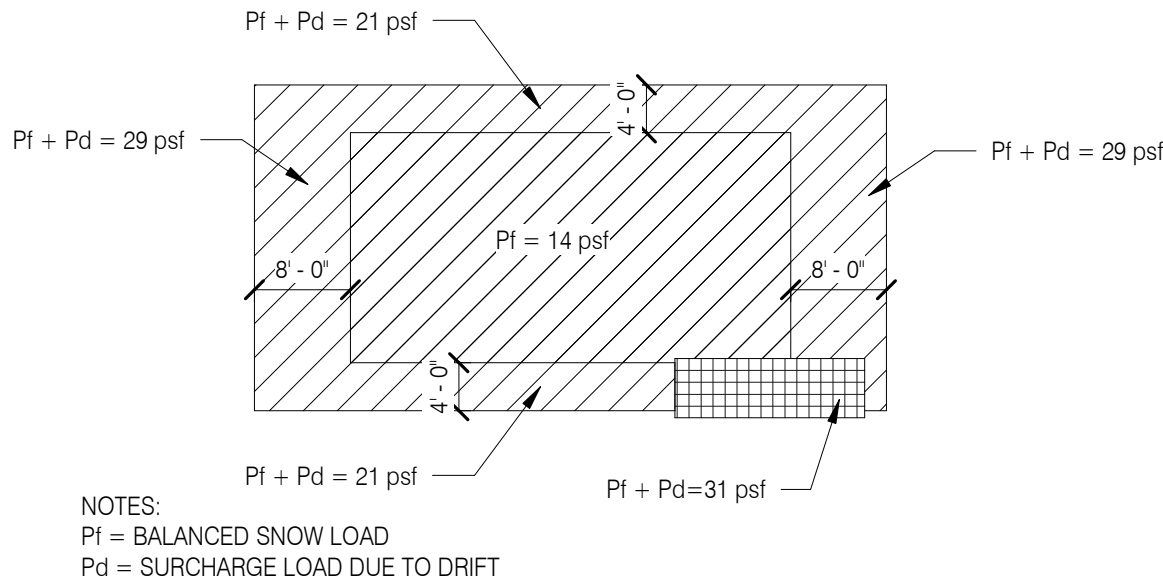 Pf + Pd = 21 psf
4' - 0"
Pf + Pd = 29 psf
Pf + Pd = 29 psf
Pf = 14 psf
8' - 0"
8' - 0"
4' - 0"
Pf + Pd = 21 psf
Pf + Pd=31 psf
NOTES:
Pf = BALANCED SNOW LOAD
Pd = SURCHARGE LOAD DUE TO DRIFT